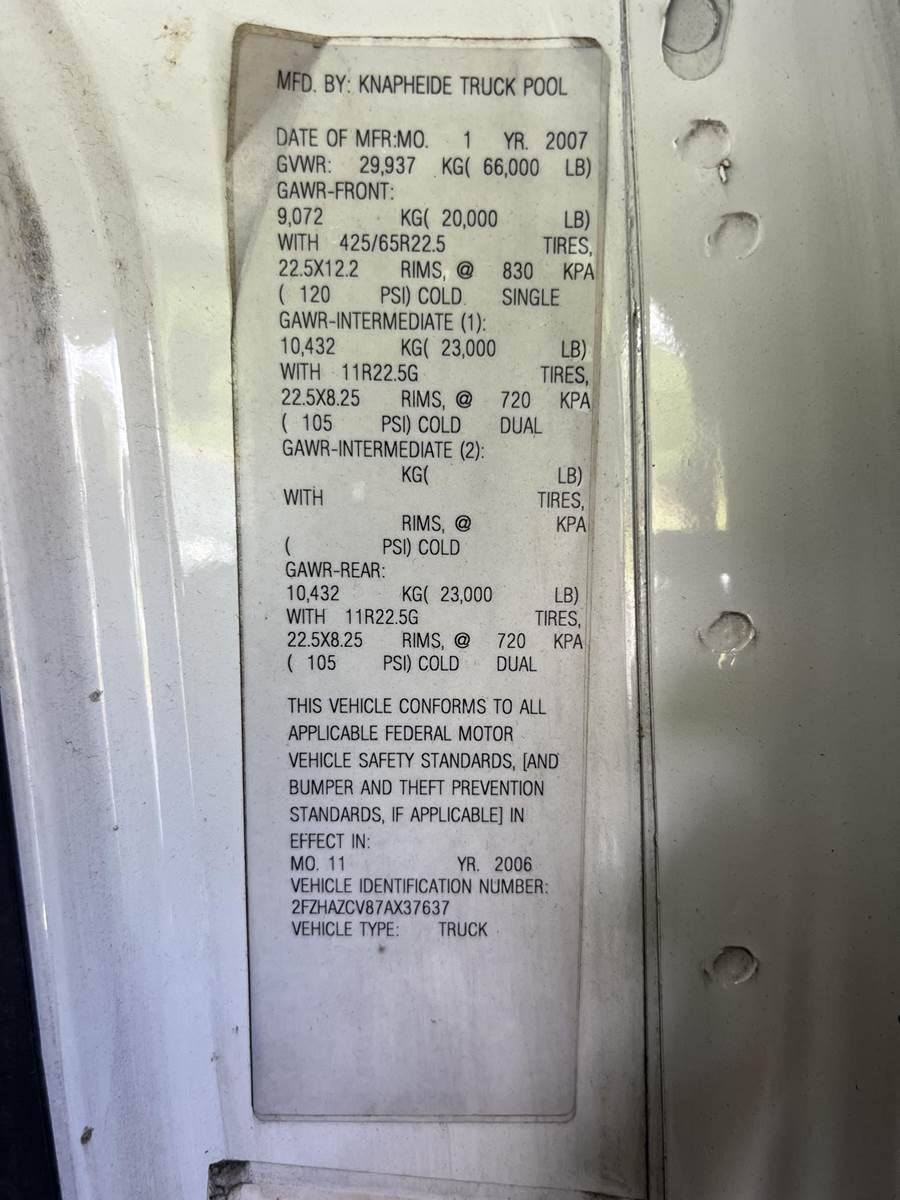 MFD. BY: KNAPHEIDE TRUCK POOL
DATE OF MFR:MO. 1 YR. 2007
GVWR: 29,937 KG( 66,000 LB)
GAWR-FRONT:
9,072 KG( 20,000 LB)
WITH 425/65R22.5 TIRES,
22.5X12.2 RIMS, @ 830 KPA
( 120 PSI) COLD SINGLE
GAWR-INTERMEDIATE (1):
10,432 KG( 23,000 LB)
WITH 11R22.5G TIRES,
22.5X8.25 RIMS, @ 720 KPA
( 105 PSI) COLD DUAL
GAWR-INTERMEDIATE (2):
KG( LB)
WITH TIRES,
RIMS, @ KPA
( PSI) COLD
GAWR-REAR:
10,432 KG( 23,000 LB)
WITH 11R22.5G TIRES,
22.5X8.25 RIMS, @ 720 KPA
( 105 PSI) COLD DUAL
THIS VEHICLE CONFORMS TO ALL
APPLICABLE FEDERAL MOTOR
VEHICLE SAFETY STANDARDS, [AND
BUMPER AND THEFT PREVENTION
STANDARDS, IF APPLICABLE] IN
EFFECT IN:
MO. 11 YR. 2006
VEHICLE IDENTIFICATION NUMBER:
2FZHAZCV87AX37637
VEHICLE TYPE: TRUCK